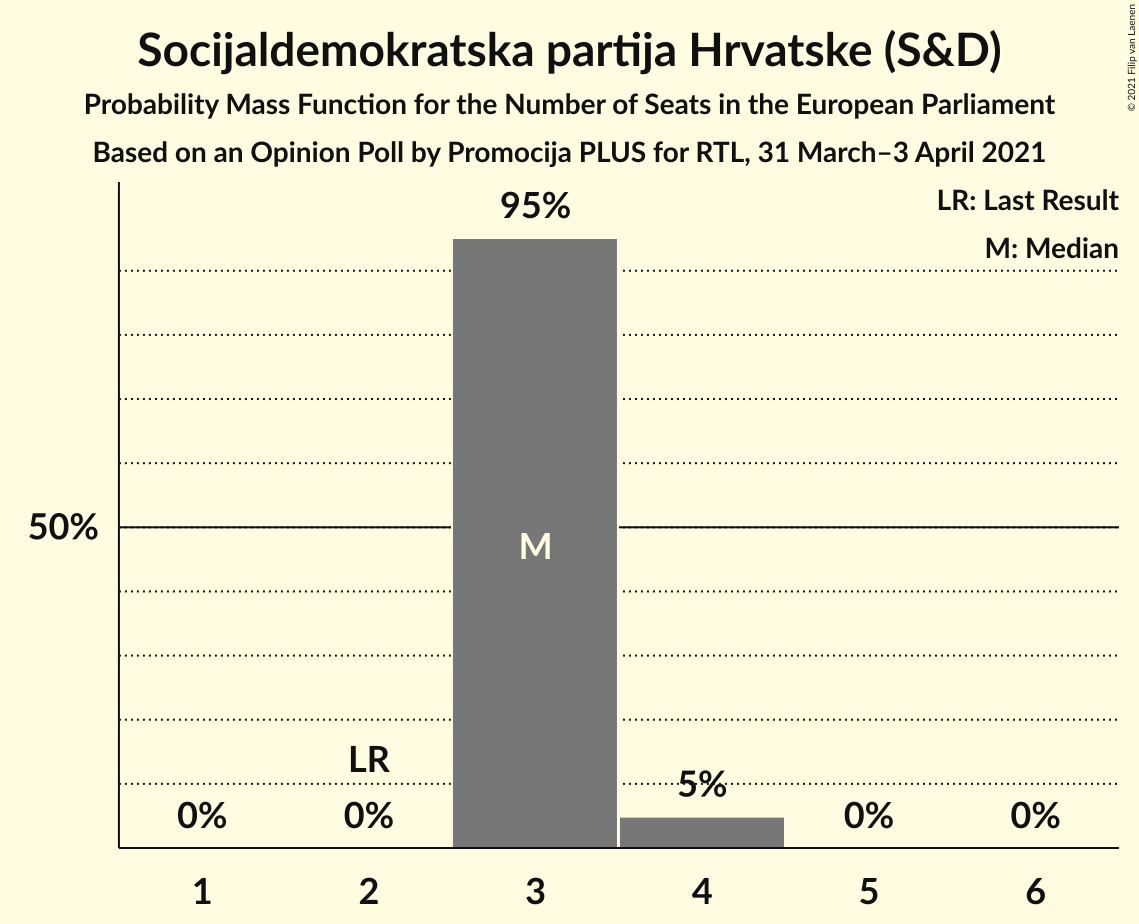 Socijaldemokratska partija Hrvatske (S&D)
Probability Mass Function for the Number of Seats in the European Parliament
Based on an Opinion Poll by Promocija PLUS for RTL, 31 March–3 April 2021
© 2021 Filip van Laenen
LR: Last Result
M: Median
95%
50%
M
LR
0%
0%
5%
0%
0%
1
2
3
4
5
6